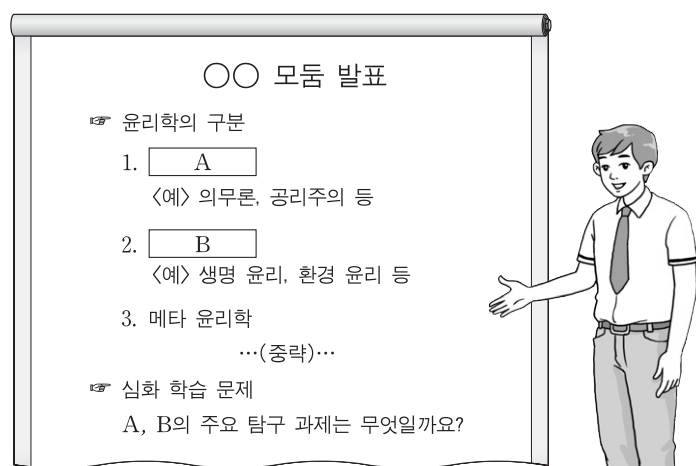 ○○ 모둠 발표
☞ 윤리학의 구분
1. A
〈예〉 의무론, 공리주의 등
2. B
〈예〉 생명 윤리, 환경 윤리 등
3. 메타 윤리학
…(중략)…
☞ 심화 학습 문제
A, B의 주요 탐구 과제는 무엇일까요?